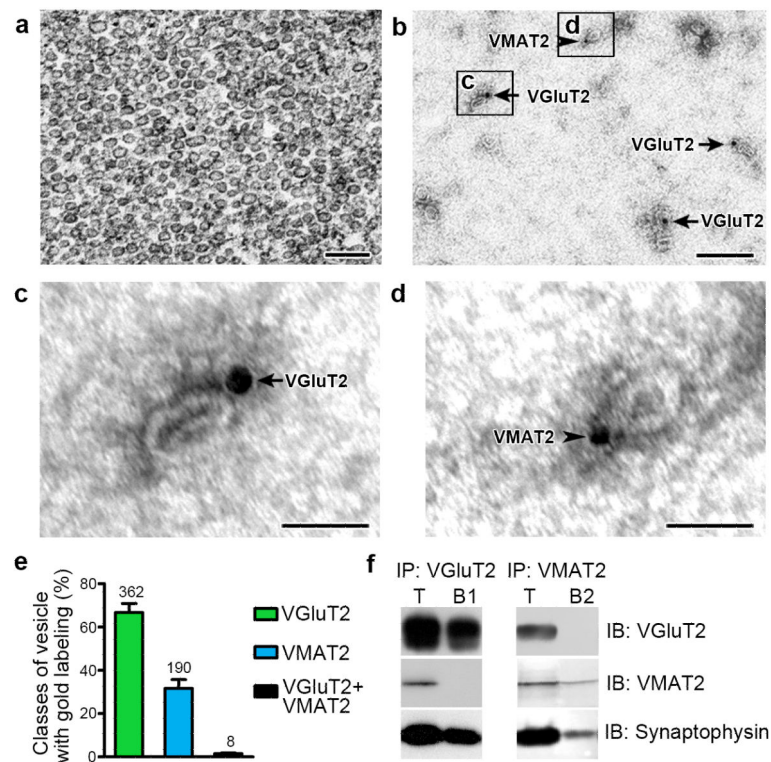 a
b
VMAT2
d
C
VGluT2
VGluT2
VGluT2
c
VGluT2
d
VMAT2
e
Classes of vesicle
with gold labeling (%)
80
60
40
20
0
362
190
8
VGluT2
VMAT2
VGluT2+
VMAT2
f
IP: VGluT2 IP: VMAT2
T B1 T B2
IB: VGluT2
IB: VMAT2
IB: Synaptophysin